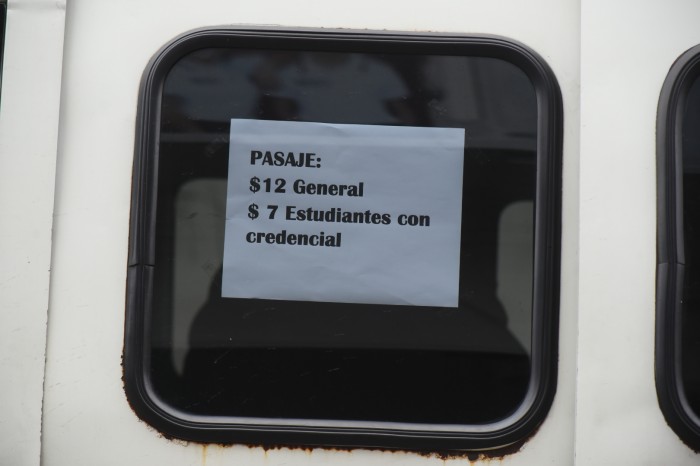 PASAJE:
$12 General
$ 7 Estudiantes con
credencial